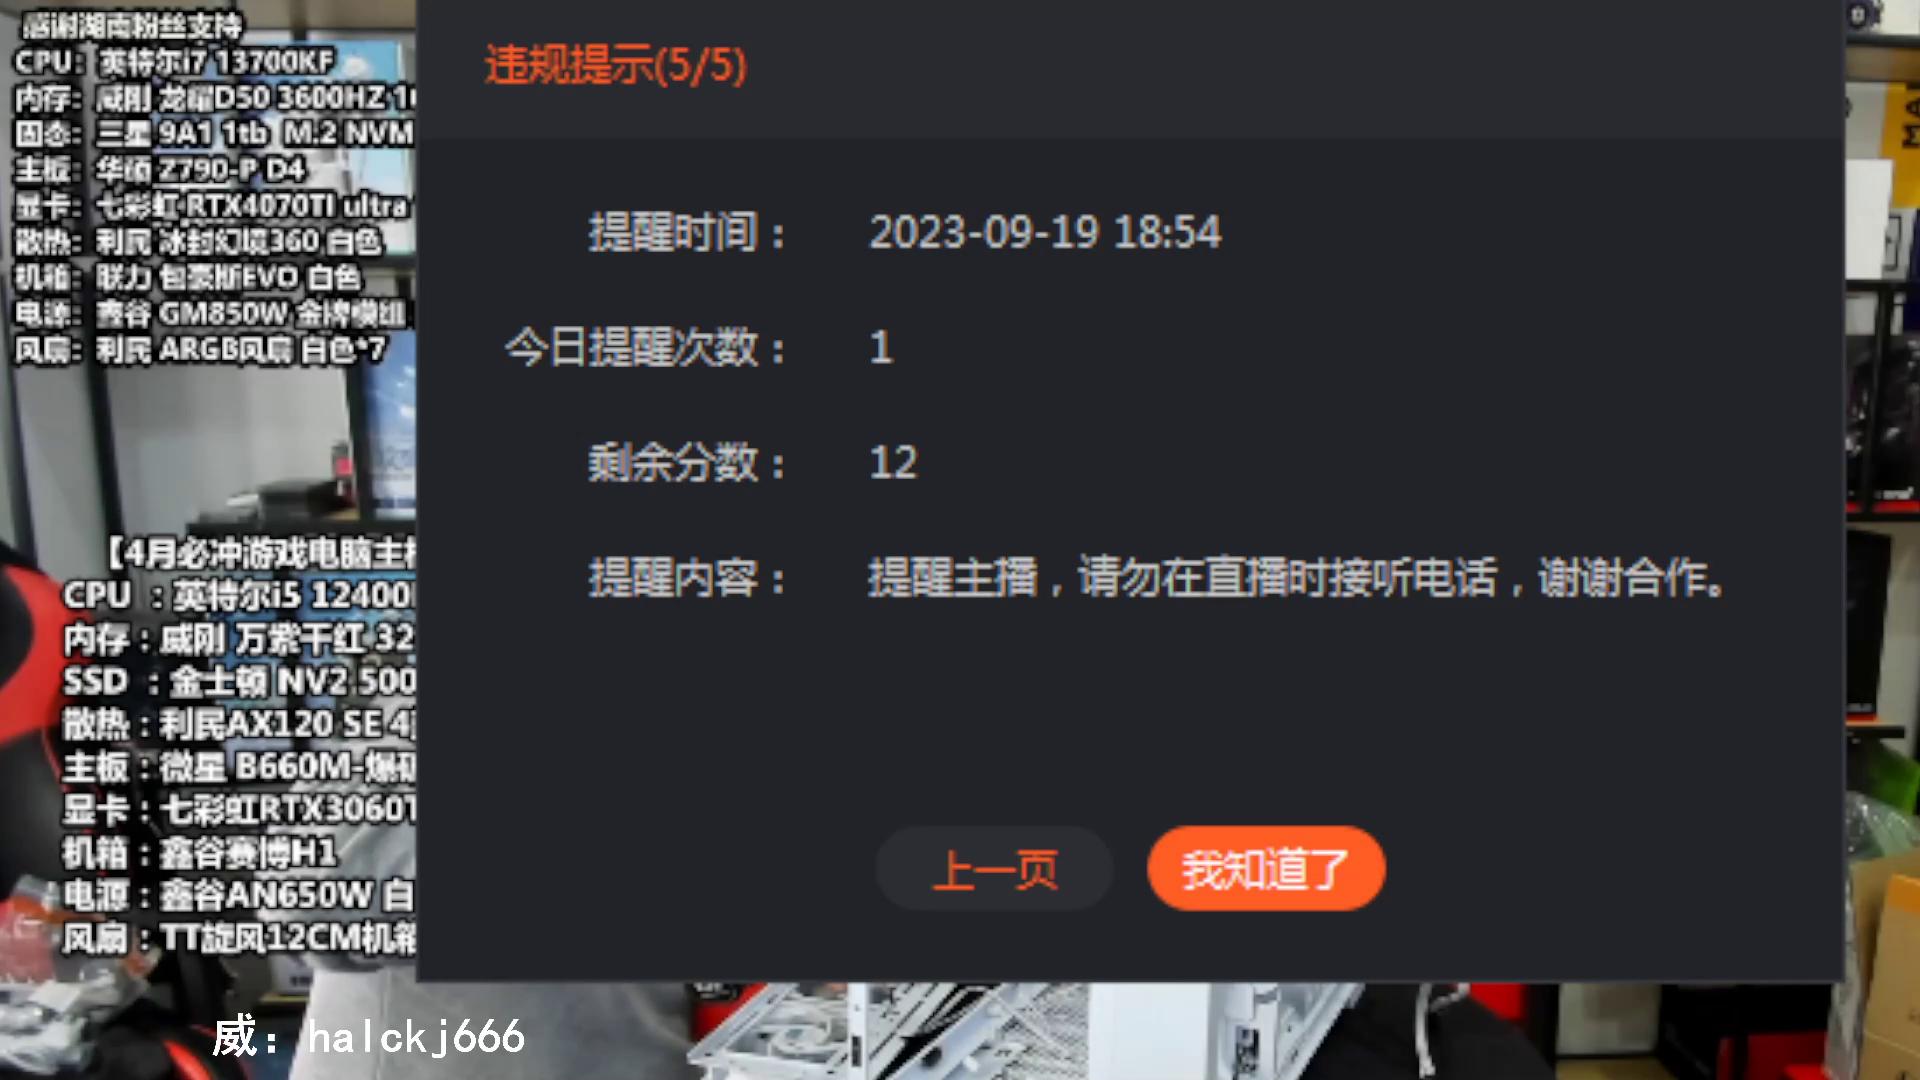 感谢湖南粉丝支持
CPU：英特尔i7 13700KF
内存：威刚 龙耀D50 3600HZ
固态：三星 9A1 1tb M.2 NVM
主板：华硕 Z790-P D4
显卡：七彩虹 RTX4070TI ultra
散热：利民 冰封幻境360 白色
机箱：联力 包豪斯EVO 白色
电源：鑫谷 GM850W 金牌模组
风扇：利民 ARGB风扇 白色*7
【4月必冲游戏电脑主
CPU ：英特尔i5 12400
内存：威刚 万紫千红 32
SSD ：金士顿 NV2 500
散热：利民AX120 SE 4
主板：微星 B660M-爆
显卡：七彩虹RTX3060T
机箱：鑫谷赛博H1
电源：鑫谷AN650W 白
风扇：TT旋风12CM机箱
违规提示(5/5)
提醒时间： 2023-09-19 18:54
今日提醒次数： 1
剩余分数： 12
提醒内容： 提醒主播，请勿在直播时接听电话，谢谢合作。
上一页 我知道了
威：halckj666